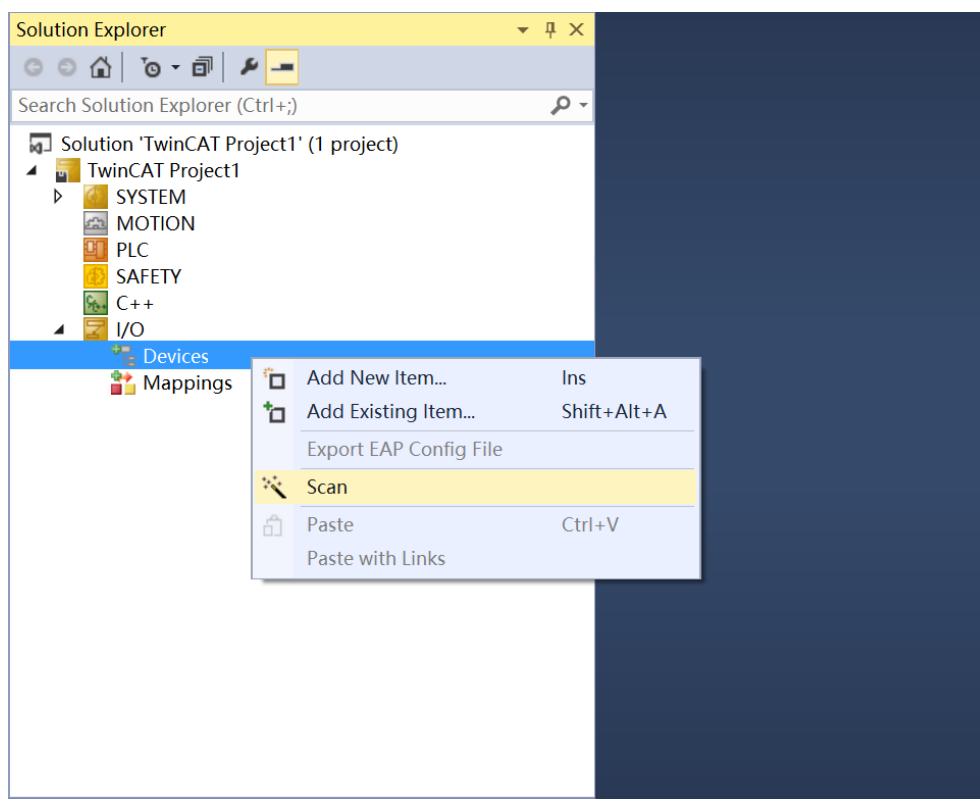 Solution Explorer
Search Solution Explorer (Ctrl+;)
Solution 'TwinCAT Project1' (1 project)
TwinCAT Project1
SYSTEM
MOTION
PLC
SAFETY
C++
I/O
Devices
Mappings
Add New Item... Ins
Add Existing Item... Shift+Alt+A
Export EAP Config File
Scan
Paste Ctrl+V
Paste with Links